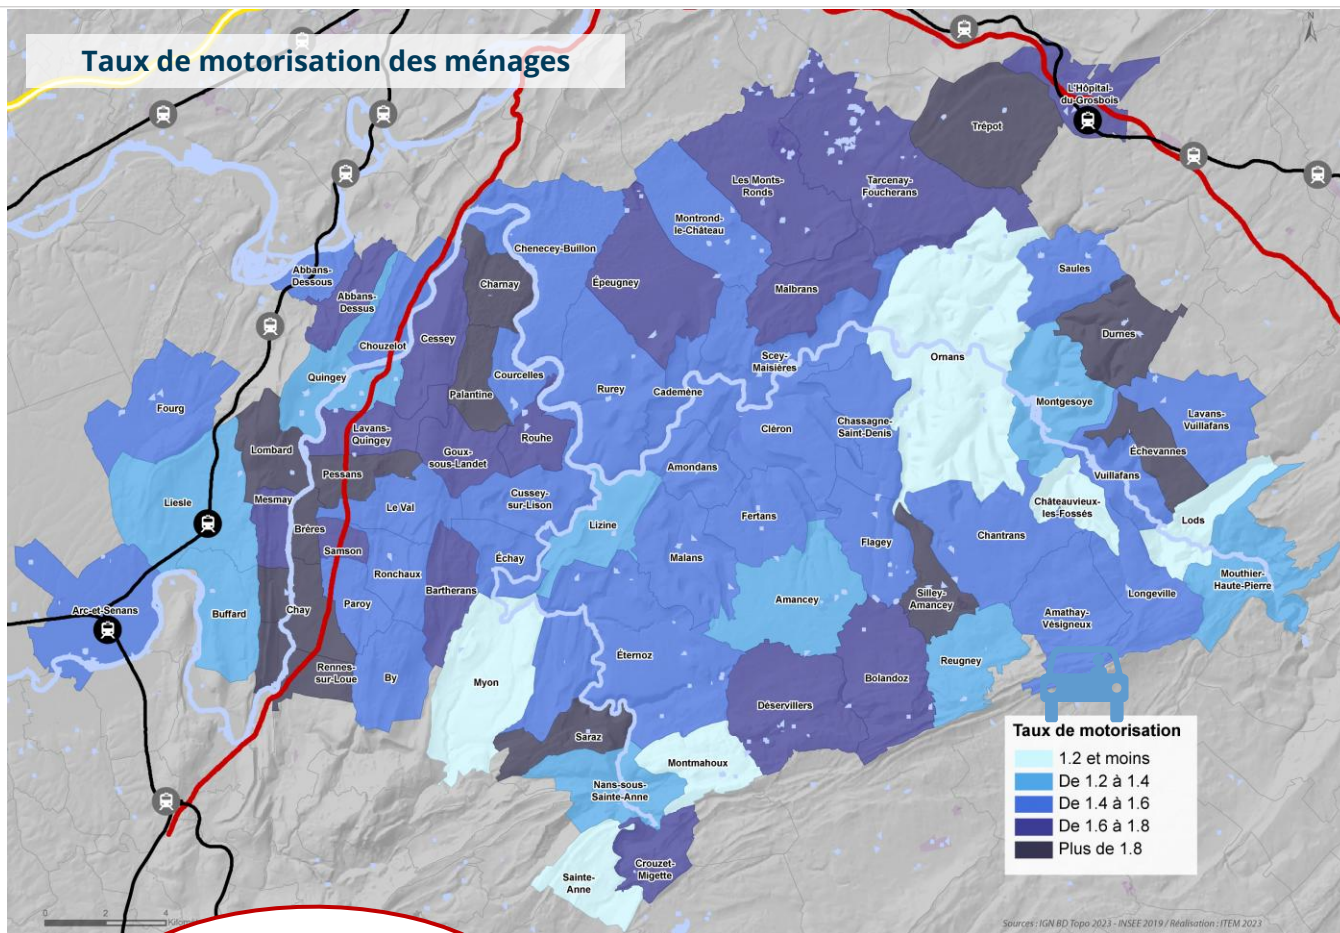 Taux de motorisation des ménages
N
L'Hôpital-
du-Grosbois
Trépot
Les Monts-
Ronds
Tarcenay-
Foucherans
Montrond-
le-Château
Chenecey-Buillon
Abbans-
Dessous
Abbans-
Dessus
Charnay
Épeugney
Malbrans
Saules
Durnes
Chouzelot
Cessey
Ornans
Scey-
Maisières
Quingey
Courcelles
Rurey
Cademène
Palantine
Montgesoye
Fourg
Lavans-
Vuillafans
Lavans-
Quingey
Rouhe
Cléron
Chassagne-
Saint-Denis
Lombard
Goux-
sous-Landet
Échevannes
Pessans
Amondans
Vuillafans
Liesle
Mesmay
Le Val
Cussey-
sur-Lison
Châteauvieux-
les-Fossés
Lizine
Fertans
Lods
Brères
Chantrans
Samson
Échay
Malans
Flagey
Ronchaux
Mouthier-
Haute-Pierre
Bartherans
Longeville
Arc-et-Senans
Buffard
Chay
Paroy
Amancey
Silley-
Amancey
Amathay-
Vésigneux
Éternoz
Reugney
Rennes-
sur-Loue
By
Myon
Bolandoz
Déservillers
Saraz
Montmahoux
Nans-sous-
Sainte-Anne
Crouzet-
Migette
Sainte-
Anne
Taux de motorisation
1.2 et moins
De 1.2 à 1.4
De 1.4 à 1.6
De 1.6 à 1.8
Plus de 1.8
0 2 4
Sources : IGN BD Topo 2023 - INSEE 2019 / Réalisation : ITEM 2023